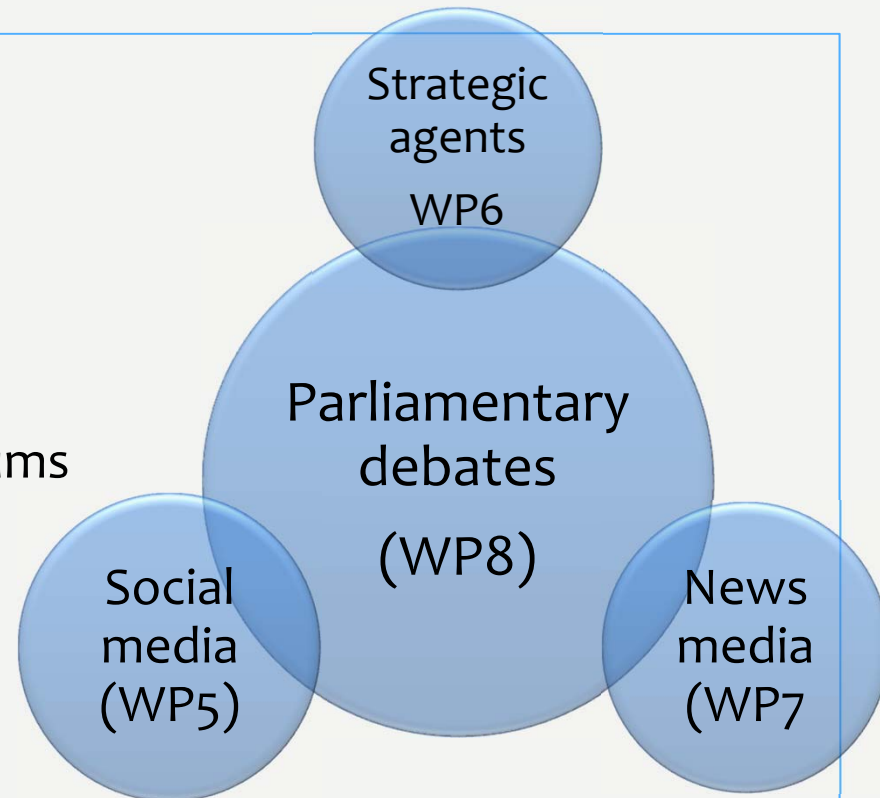 Strategic
agents
WP6
Parliamentary
debates
(WP8)
Social
media
(WP5)
News
media
(WP7